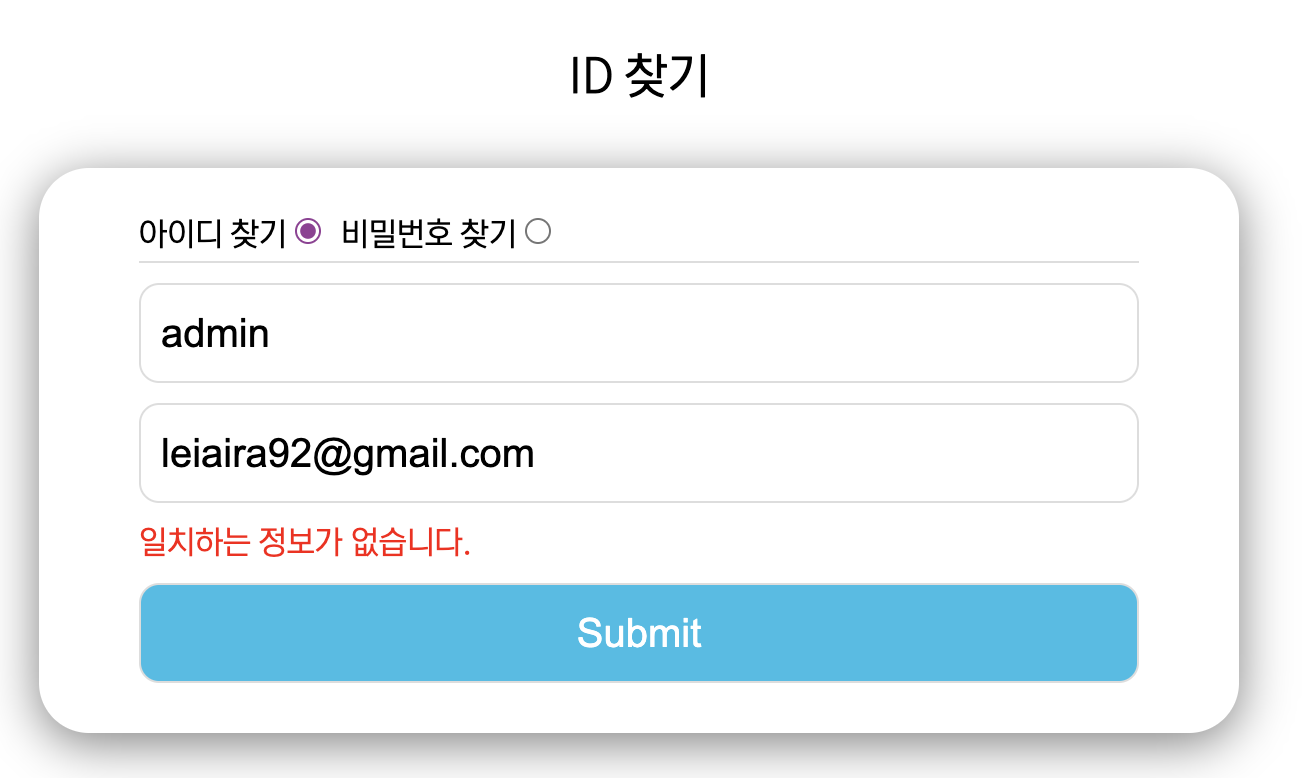 ID 찾기
아이디 찾기 비밀번호 찾기
admin
leiaira92@gmail.com
일치하는 정보가 없습니다.
Submit